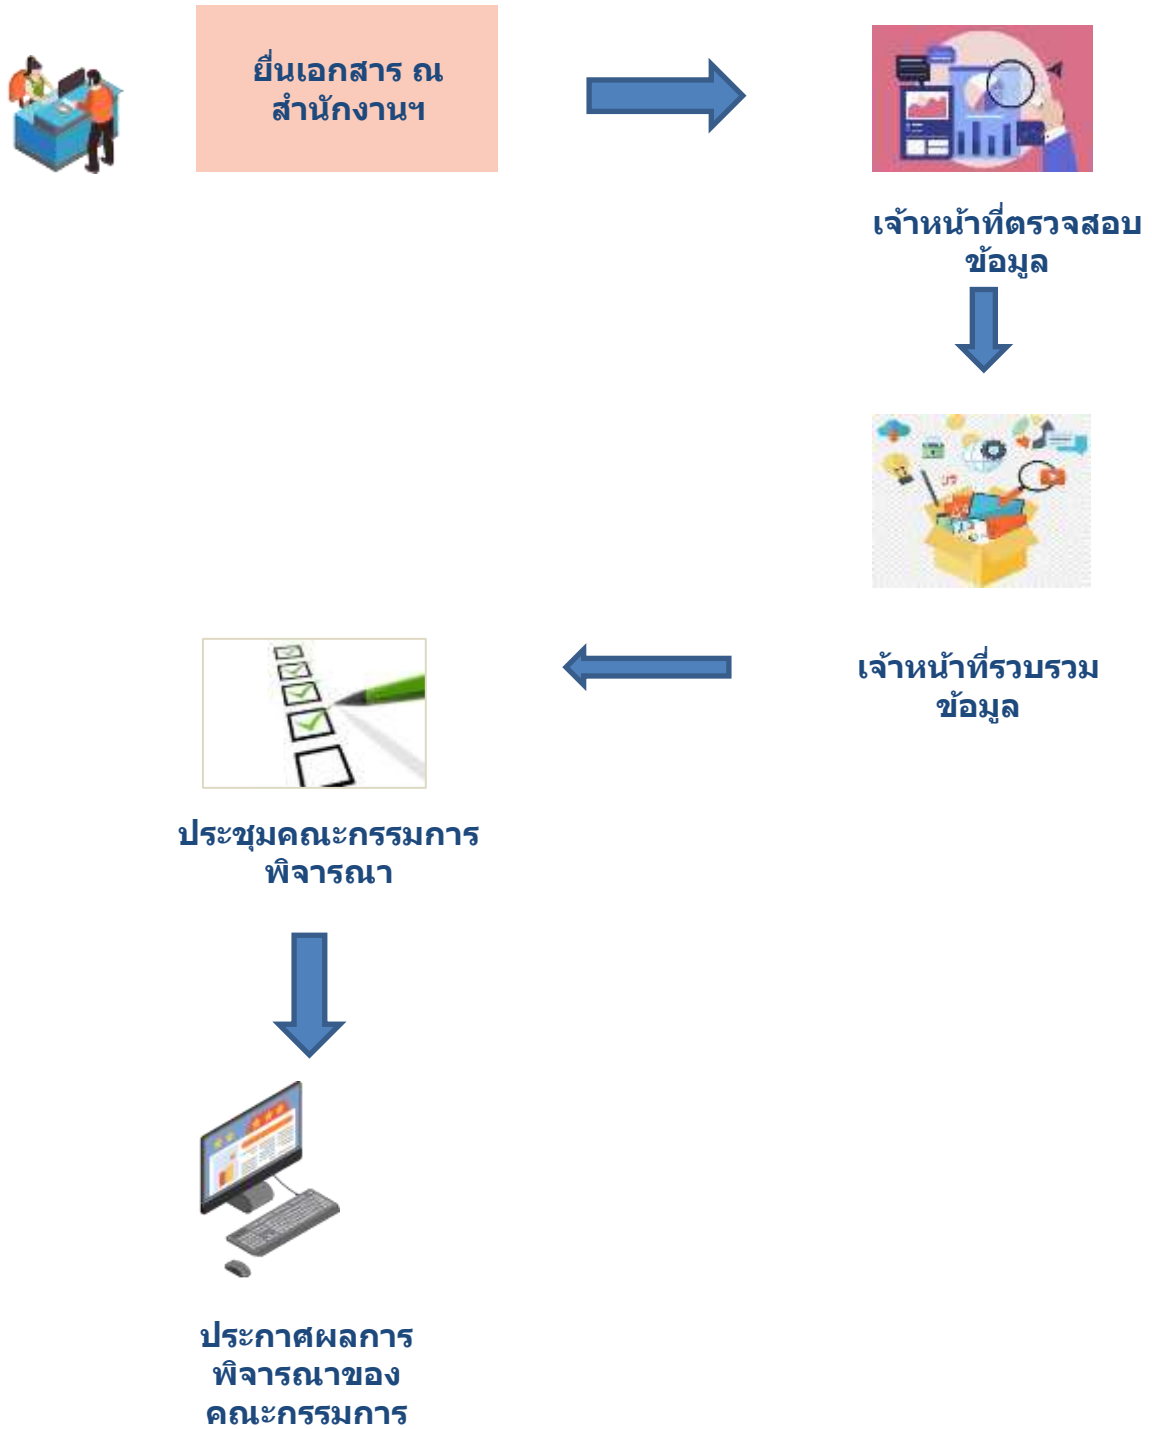 ยื่นเอกสาร ณ
สำนักงานฯ
เจ้าหน้าที่ตรวจสอบ
ข้อมูล
เจ้าหน้าที่รวบรวม
ข้อมูล
ประชุมคณะกรรมการ
พิจารณา
ประกาศผลการ
พิจารณาของ
คณะกรรมการ